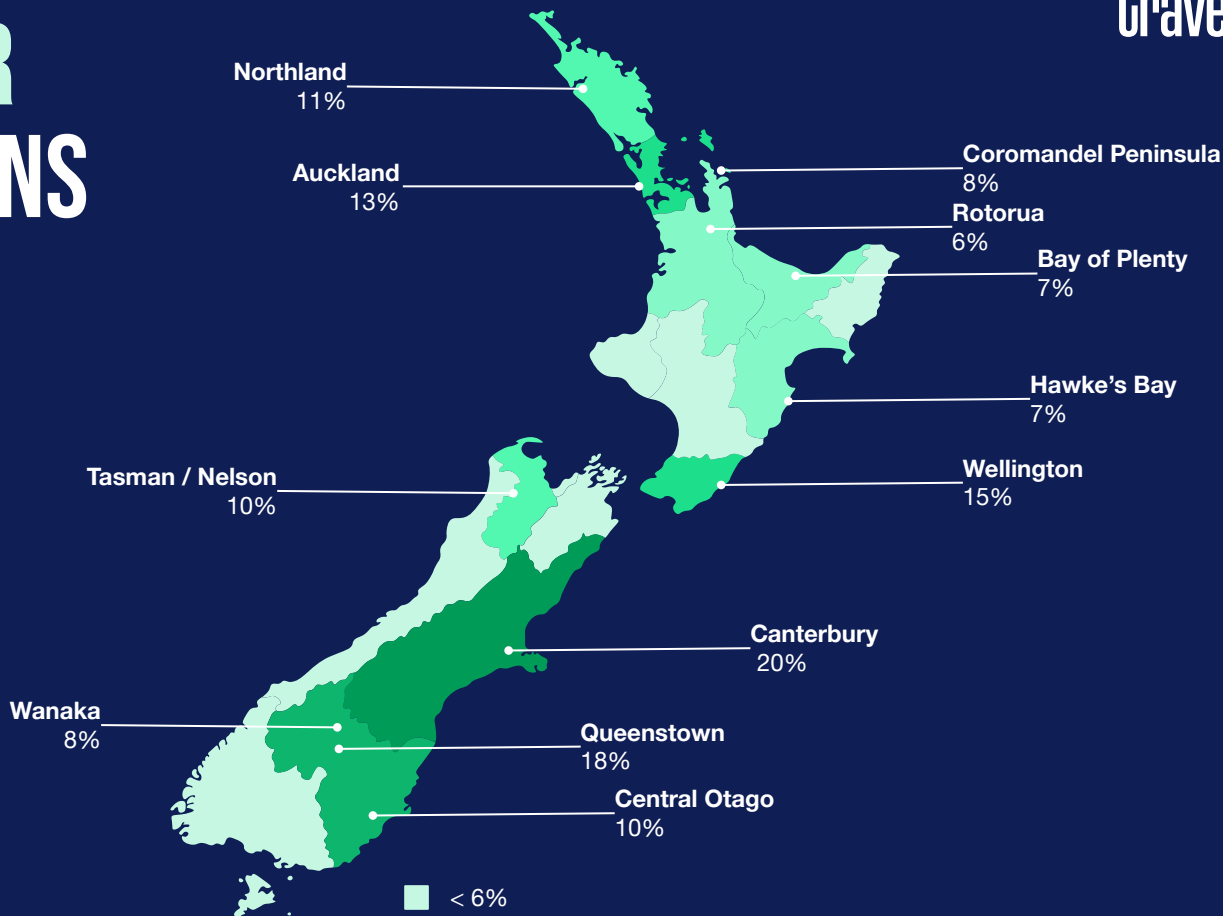 NS
Northland
11%
Auckland
13%
Coromandel Peninsula
8%
Rotorua
6%
Bay of Plenty
7%
Hawke’s Bay
7%
Wellington
15%
Tasman / Nelson
10%
Canterbury
20%
Wanaka
8%
Queenstown
18%
Central Otago
10%
< 6%